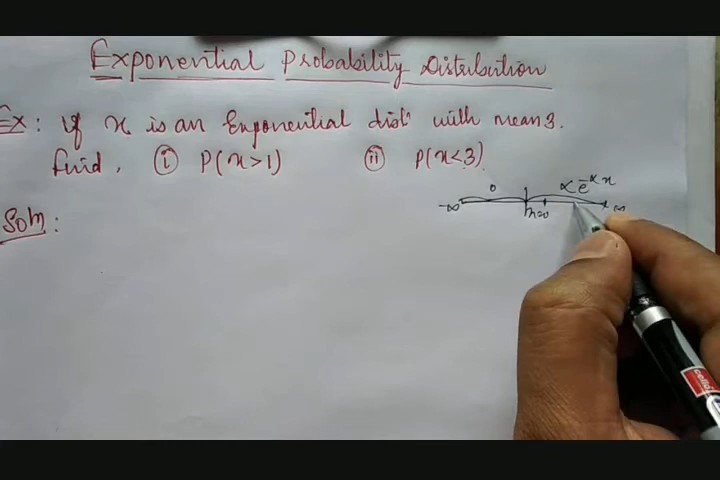 Exponential Probability Distribution
Ex: If x is an Exponential distⁿ with mean 3.
Find, (i) P(x>1) (ii) P(x<3)
0 αe^-αx
-∞ x=0 ∞
Soln:
cello